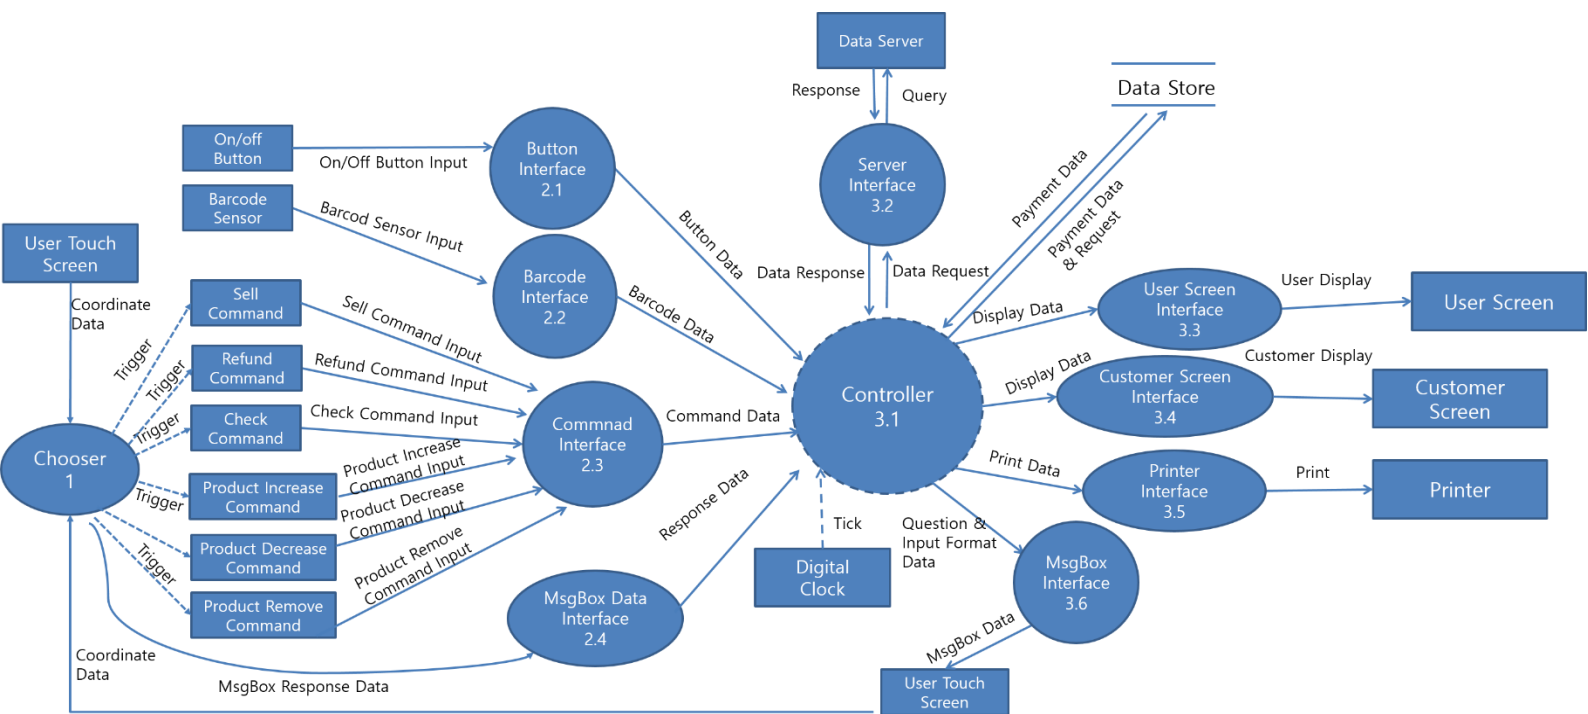 Data Server
Response
Query
Data Store
On/off
Button
On/Off Button Input
Button
Interface
2.1
Server
Interface
3.2
Payment Data
Payment Data
& Request
Barcode
Sensor
Barcod Sensor Input
Button Data
User Touch
Screen
Barcode
Interface
2.2
Data Response
Data Request
Coordinate
Data
Sell
Command
Sell Command Input
Barcode Data
Display Data
User Screen
Interface
3.3
User Display
User Screen
Trigger
Trigger
Refund
Command
Refund Command Input
Controller
3.1
Display Data
Customer Screen
Interface
3.4
Customer Display
Customer
Screen
Trigger
Check
Command
Check Command Input
Commnad
Interface
2.3
Command Data
Chooser
1
Trigger
Product Increase
Command
Product Increase
Command Input
Print Data
Printer
Interface
3.5
Print
Printer
Product Decrease
Command
Product Decrease
Command Input
Response Data
Tick
Question &
Input Format
Data
Trigger
Product Remove
Command
Product Remove
Command Input
MsgBox Data
Interface
2.4
Digital
Clock
MsgBox
Interface
3.6
MsgBox Data
Coordinate
Data
MsgBox Response Data
User Touch
Screen